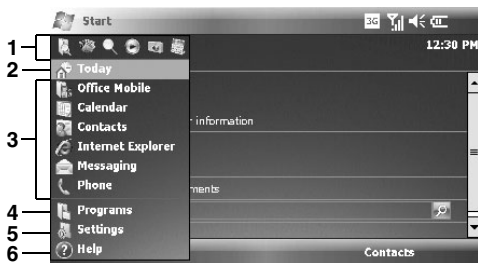 Start
3G
12:30 PM
1
2 Today
3
Office Mobile
Calendar
Contacts
r information
Internet Explorer
Messaging
Phone
ments
4 Programs
5 Settings
6 Help
Contacts